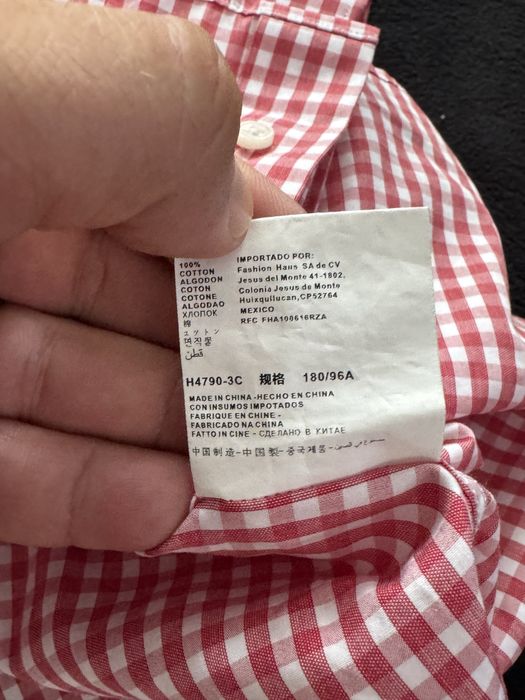 100%
COTTON
ALGODON
COTON
COTONE
ALGODAO
ХЛОПОК
棉
コットン
면직물
قطن
IMPORTADO POR:
Fashion Haus SA de CV
Jesus del Monte 41-1802,
Colonia Jesus de Monte
Huixqullucan,CP52764
MEXICO
RFC FHA100616RZA
H4790-3C 规格 180/96A
MADE IN CHINA -HECHO EN CHINA
CON INSUMOS IMPOTADOS
FABRIQUE EN CHINE -
FABRICADO NA CHINA
FATTO IN CINE - СДЕЛАНО В КИТАЕ
中国制造-中国製-중국제품-